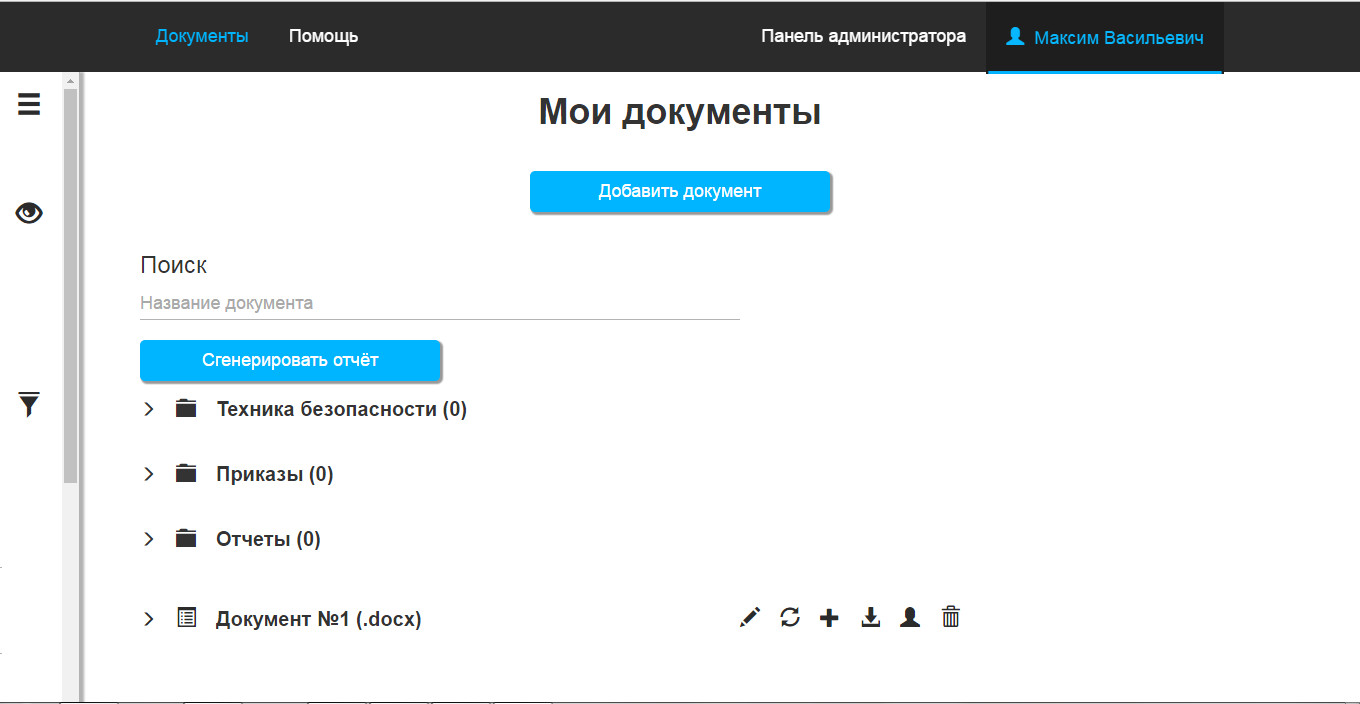 Документы Помощь Панель администратора Максим Васильевич
Мои документы
Добавить документ
Поиск
Название документа
Сгенерировать отчёт
Техника безопасности (0)
Приказы (0)
Отчеты (0)
Документ №1 (.docx)